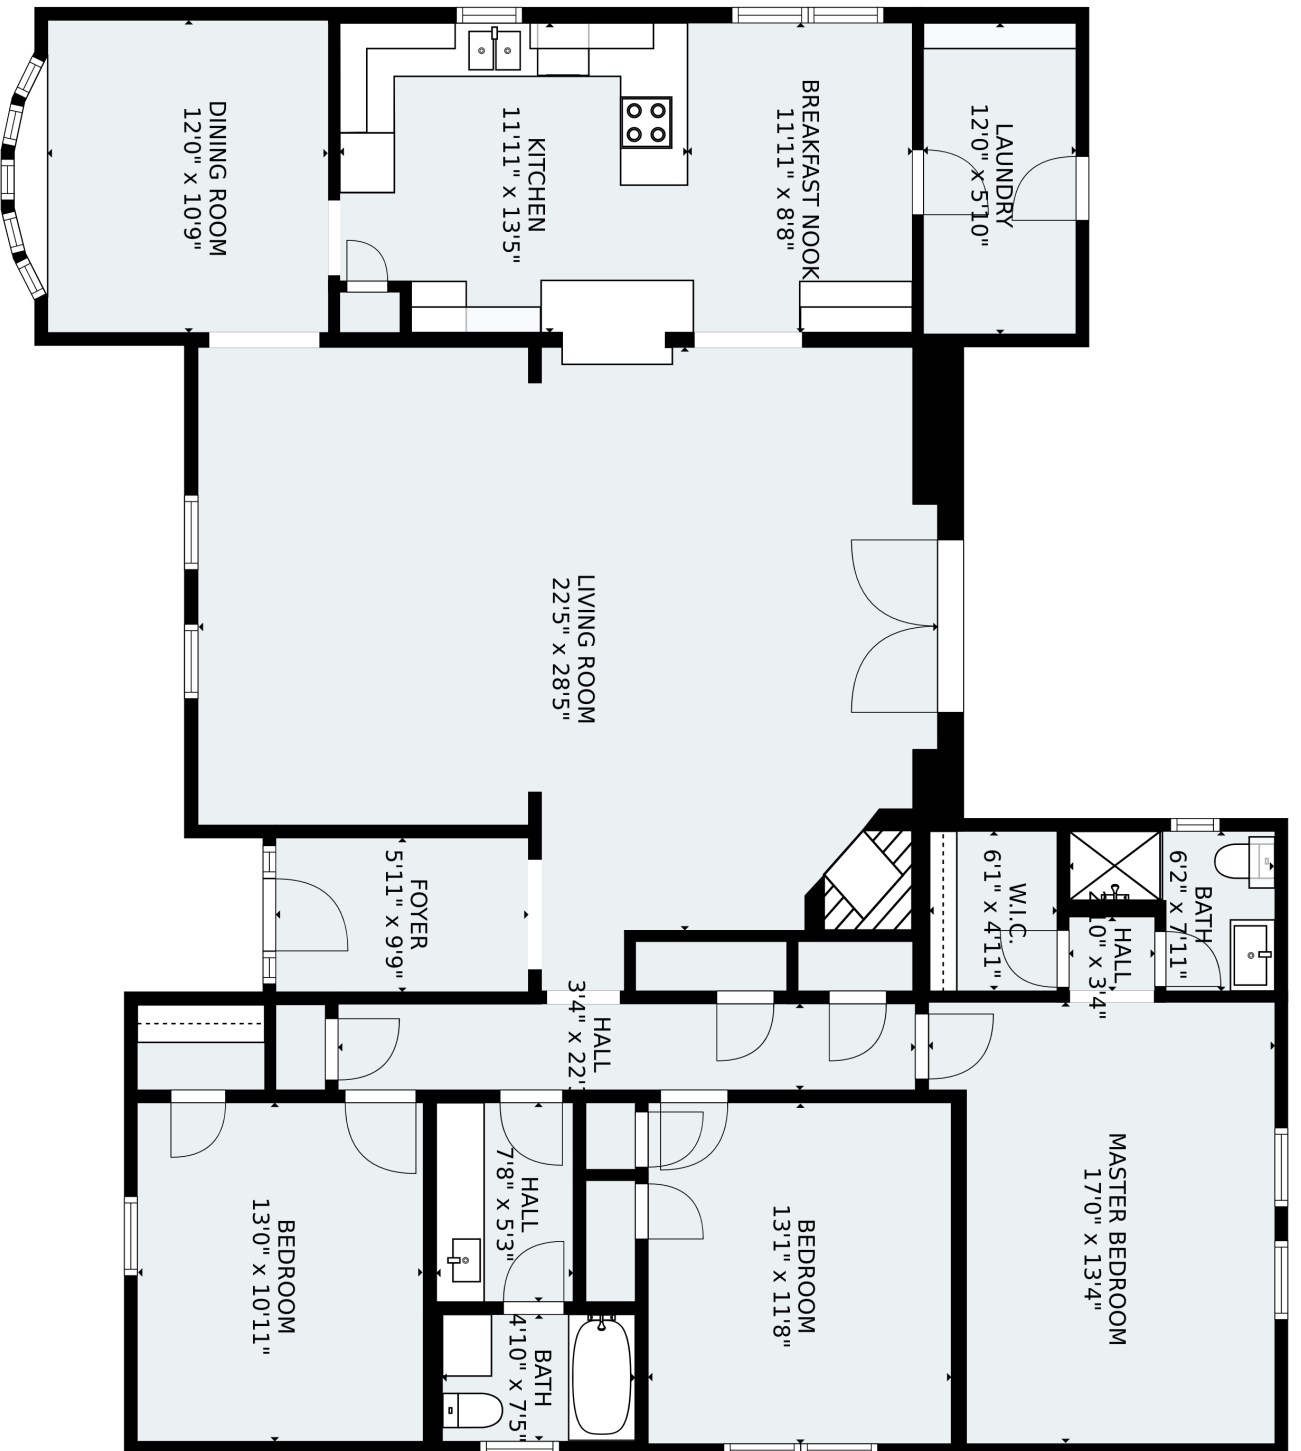 DINING ROOM
12'0" x 10'9"
KITCHEN
11'11" x 13'5"
BREAKFAST NOOK
11'11" x 8'8"
LAUNDRY
12'0" x 5'10"
LIVING ROOM
22'5" x 28'5"
FOYER
5'11" x 9'9"
W.I.C.
6'1" x 4'11"
BATH
6'2" x 7'11"
HALL
x 3'4"
HALL
3'4" x
MASTER BEDROOM
17'0" x 13'4"
BEDROOM
13'0" x 10'11"
HALL
7'8" x 5'3"
BATH
4'10" x 7'5"
BEDROOM
13'1" x 11'8"